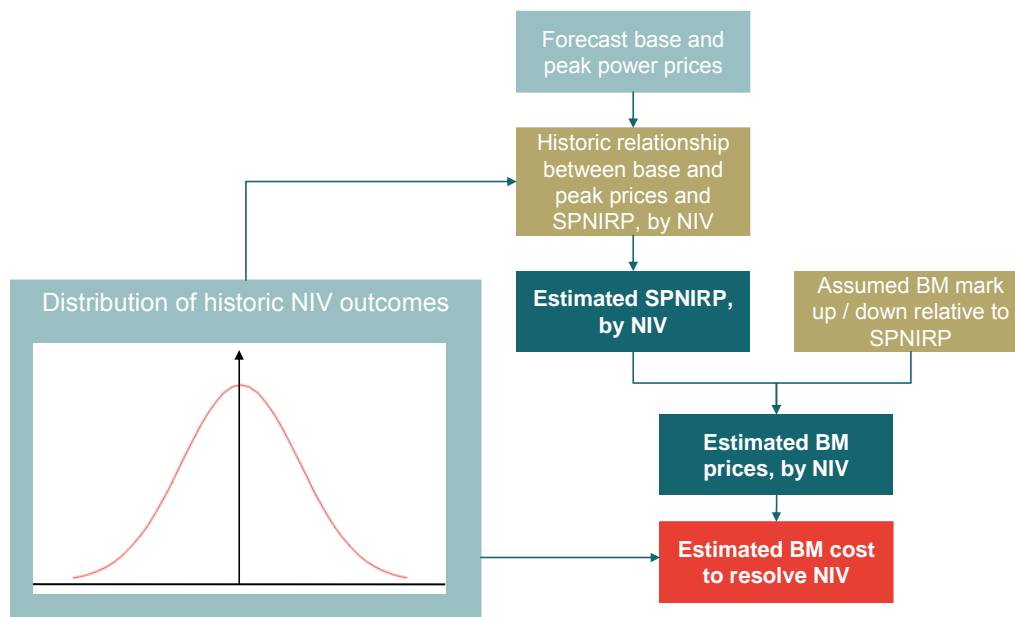 Forecast base and
peak power prices
Historic relationship
between base and
peak prices and
SPNIRP, by NIV
Distribution of historic NIV outcomes
Estimated SPNIRP,
by NIV
Assumed BM mark
up / down relative to
SPNIRP
Estimated BM
prices, by NIV
Estimated BM cost
to resolve NIV